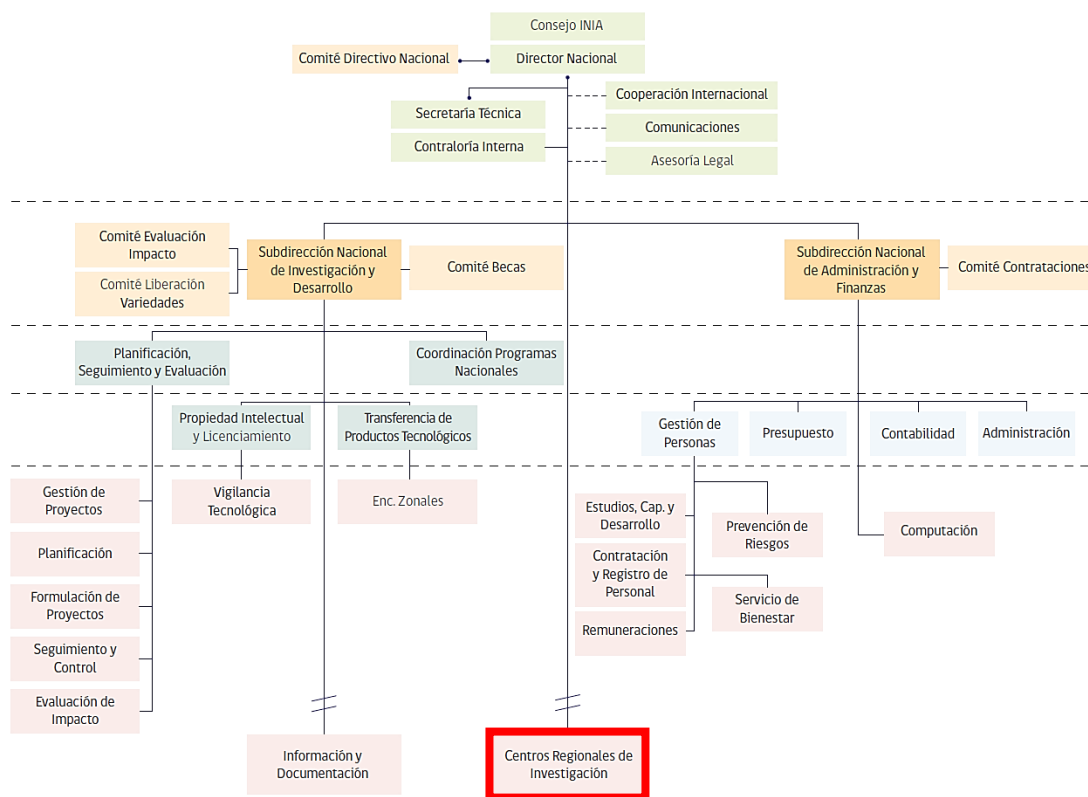 Consejo INIA
Comité Directivo Nacional
Director Nacional
Secretaría Técnica
Contraloría Interna
Cooperación Internacional
Comunicaciones
Asesoría Legal
Comité Evaluación
Impacto
Comité Liberación
Variedades
Subdirección Nacional
de Investigación y
Desarrollo
Comité Becas
Subdirección Nacional
de Administración y
Finanzas
Comité Contrataciones
Planificación,
Seguimiento y Evaluación
Coordinación Programas
Nacionales
Propiedad Intelectual
y Licenciamiento
Transferencia de
Productos Tecnológicos
Gestión de
Personas
Presupuesto
Contabilidad
Administración
Gestión de
Proyectos
Planificación
Formulación de
Proyectos
Seguimiento y
Control
Evaluación de
Impacto
Vigilancia
Tecnológica
Enc. Zonales
Estudios, Cap. y
Desarrollo
Contratación
y Registro de
Personal
Remuneraciones
Prevención de
Riesgos
Servicio de
Bienestar
Computación
Información y
Documentación
Centros Regionales de
Investigación